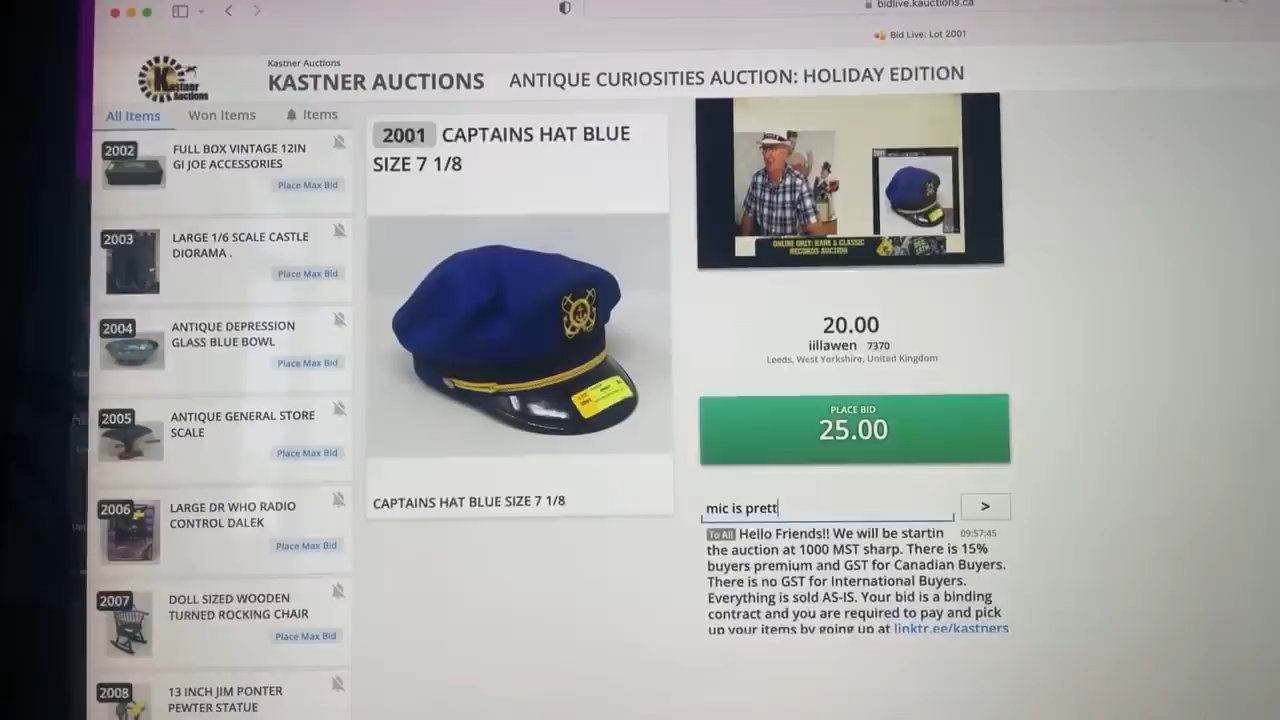 bidlive.kauctions.ca
Bid Live: Lot 2001
Kastner Auctions
Kastner Auctions
KASTNER AUCTIONS
ANTIQUE CURIOSITIES AUCTION: HOLIDAY EDITION
All Items
Won Items
Items
2002
FULL BOX VINTAGE 12IN
GI JOE ACCESSORIES
Place Max Bid
2003
LARGE 1/6 SCALE CASTLE
DIORAMA .
Place Max Bid
2004
ANTIQUE DEPRESSION
GLASS BLUE BOWL
Place Max Bid
2005
ANTIQUE GENERAL STORE
SCALE
Place Max Bid
2006
LARGE DR WHO RADIO
CONTROL DALEK
Place Max Bid
2007
DOLL SIZED WOODEN
TURNED ROCKING CHAIR
Place Max Bid
2008
13 INCH JIM PONTER
PEWTER STATUE
2001 CAPTAINS HAT BLUE
SIZE 7 1/8
CAPTAINS HAT BLUE SIZE 7 1/8
ONLINE ONLY: RARE & CLASSIC
RECORDS AUCTION
20.00
iillawen 7370
Leeds, West Yorkshire, United Kingdom
PLACE BID
25.00
mic is prett
>
To All Hello Friends!! We will be startin 09:57:45
the auction at 1000 MST sharp. There is 15%
buyers premium and GST for Canadian Buyers.
There is no GST for International Buyers.
Everything is sold AS-IS. Your bid is a binding
contract and you are required to pay and pick
up your items by going up at linktr.ee/kastners